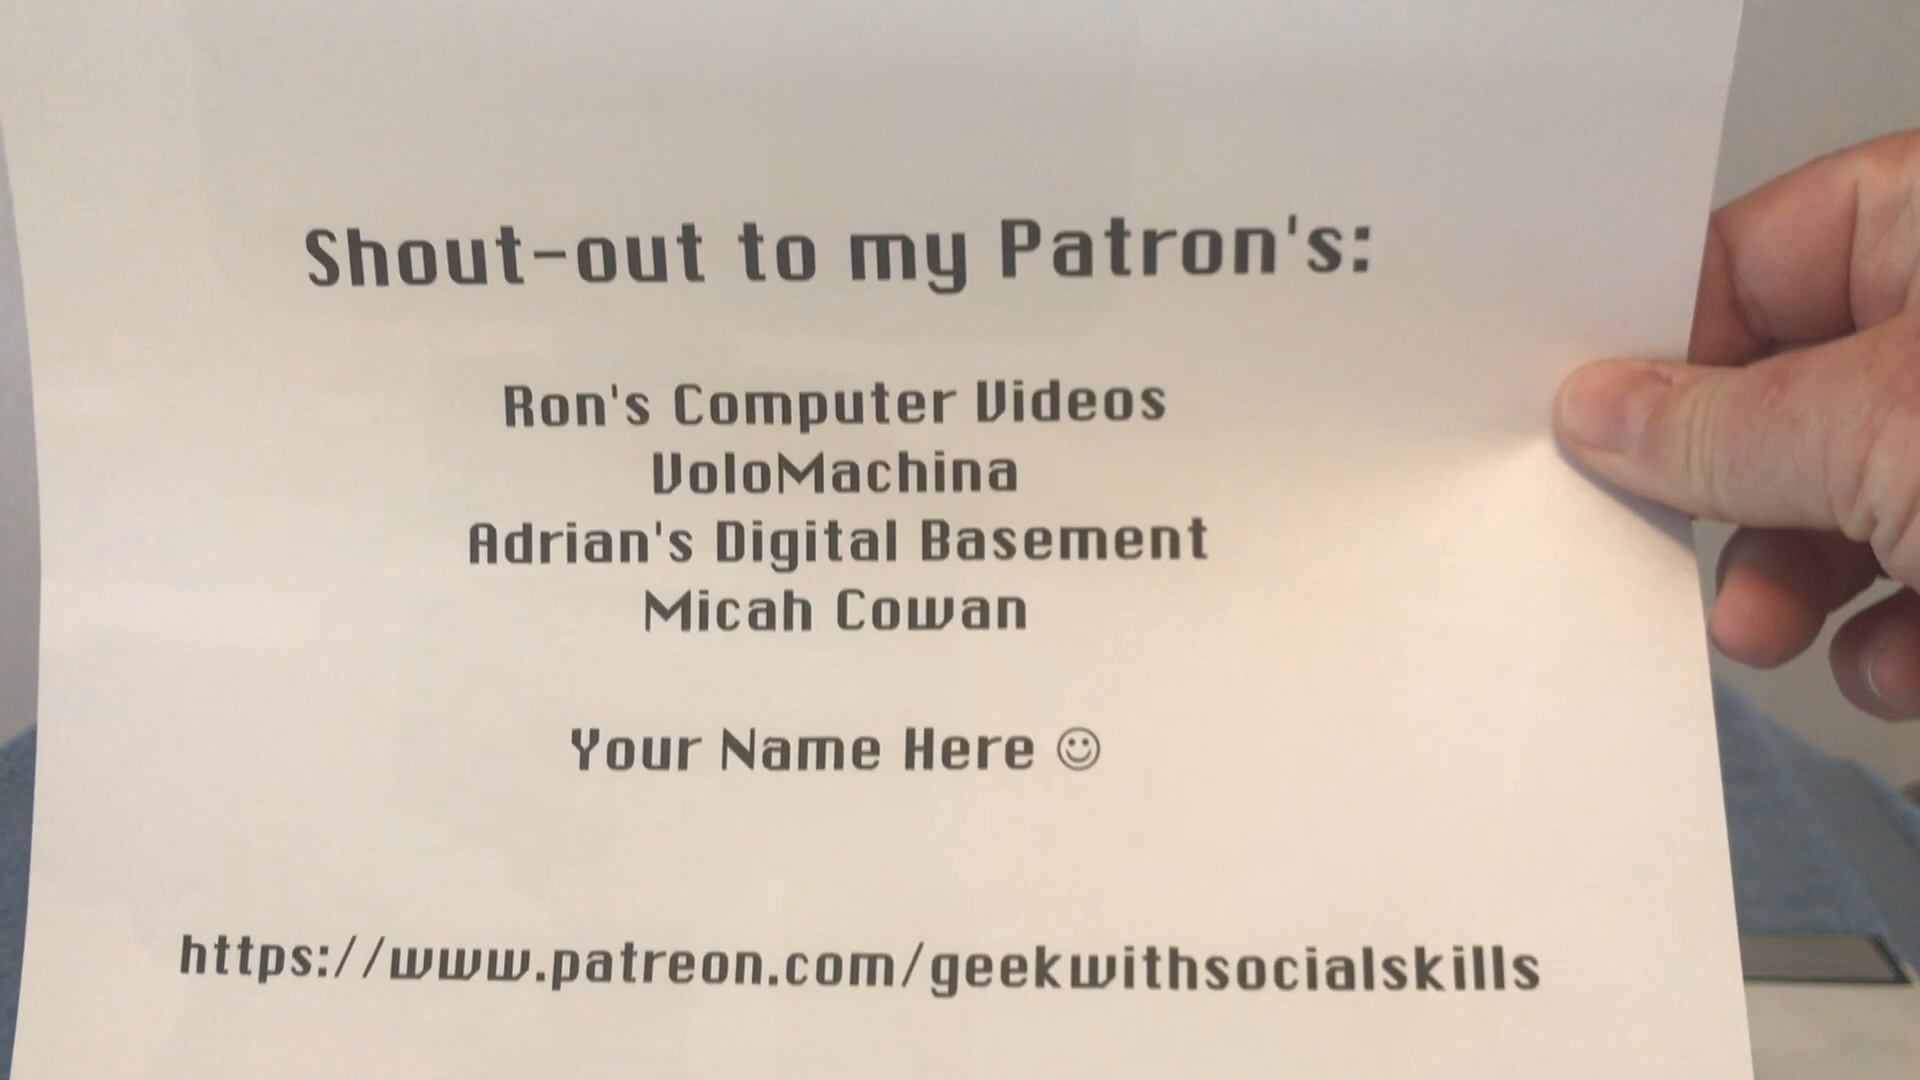 Shout-out to my Patron's:
Ron's Computer Videos
VoloMachina
Adrian's Digital Basement
Micah Cowan
Your Name Here ☺
https://www.patreon.com/geekwithsocialskills